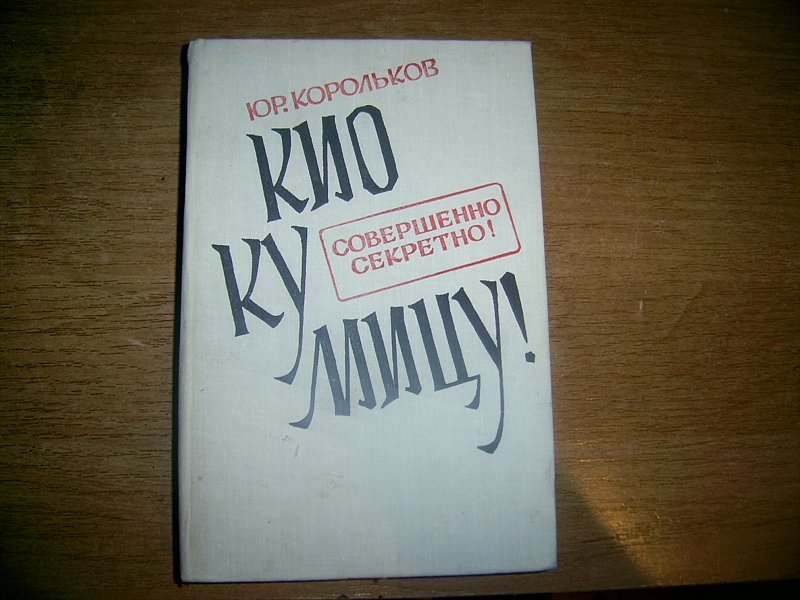 ЮР. КОРОЛЬКОВ
КИО
КУ
МИЦУ!
СОВЕРШЕННО
СЕКРЕТНО!